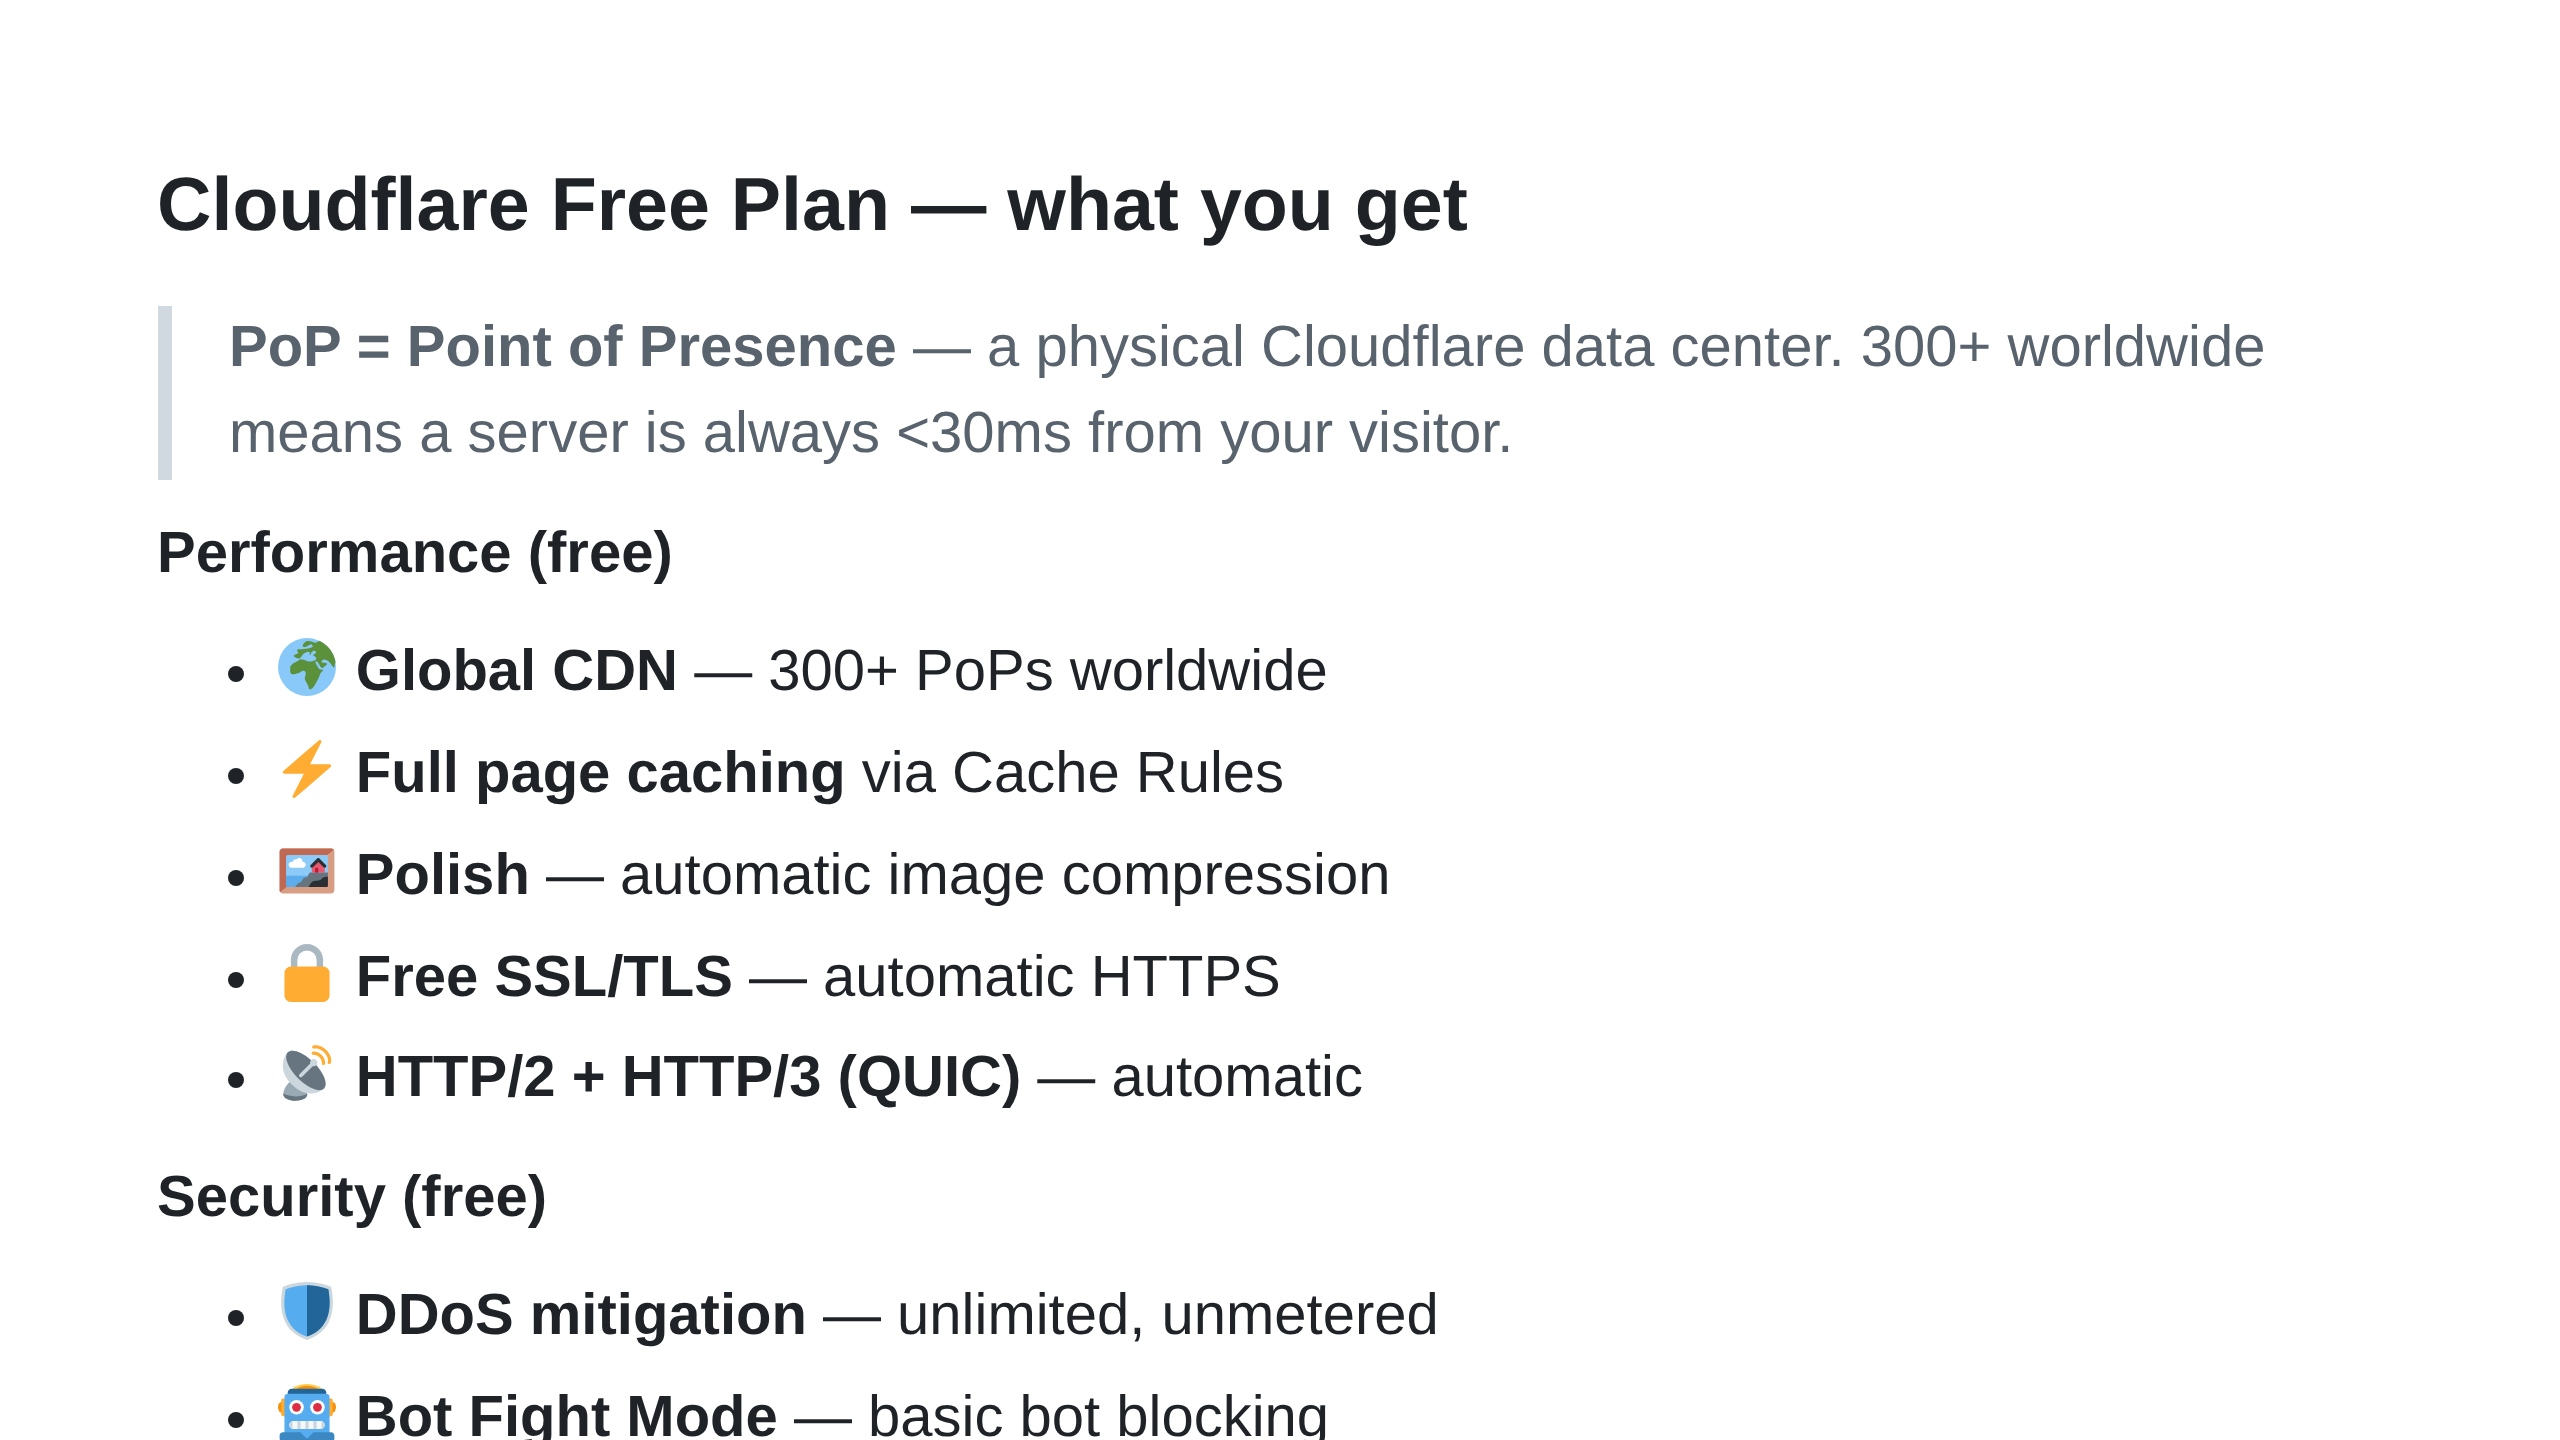 Cloudflare Free Plan — what you get
PoP = Point of Presence — a physical Cloudflare data center. 300+ worldwide
means a server is always <30ms from your visitor.
Performance (free)
• 🌍 Global CDN — 300+ PoPs worldwide
• ⚡ Full page caching via Cache Rules
• 🖼️ Polish — automatic image compression
• 🔒 Free SSL/TLS — automatic HTTPS
• 📡 HTTP/2 + HTTP/3 (QUIC) — automatic
Security (free)
• 🛡️ DDoS mitigation — unlimited, unmetered
• 🤖 Bot Fight Mode — basic bot blocking